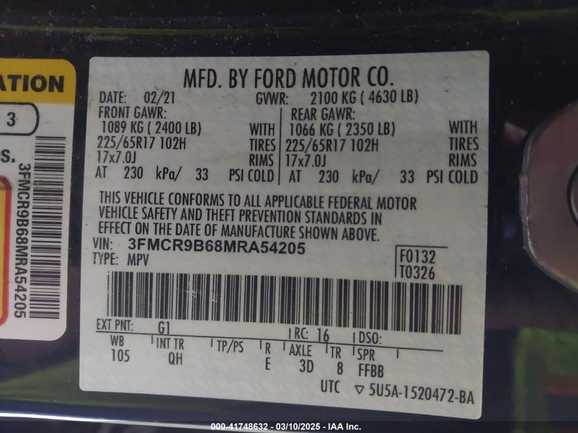 ATION
3
S.
3FMCR9B68MRA54205
MFD. BY FORD MOTOR CO.
DATE: 02/21 GVWR: 2100 KG ( 4630 LB)
FRONT GAWR: REAR GAWR:
1089 KG ( 2400 LB) WITH 1066 KG ( 2350 LB) WITH
225/65R17 102H TIRES 225/65R17 102H TIRES
17x7.0J RIMS 17x7.0J RIMS
AT 230 kPa/ 33 PSI COLD AT 230 kPa/ 33 PSI COLD
THIS VEHICLE CONFORMS TO ALL APPLICABLE FEDERAL MOTOR
VEHICLE SAFETY AND THEFT PREVENTION STANDARDS IN
EFFECT ON THE DATE OF MANUFACTURE SHOWN ABOVE.
VIN: 3FMCR9B68MRA54205 F0132
TYPE: MPV T0326
EXT PNT: G1 RC: 16 DSO:
WB INT TR TP/PS R AXLE TR SPR
105 QH E 3D 8 FFBB
UTC ▽ 5U5A-1520472-BA
© 41748632 - 03/10/2025 - IAA Inc.